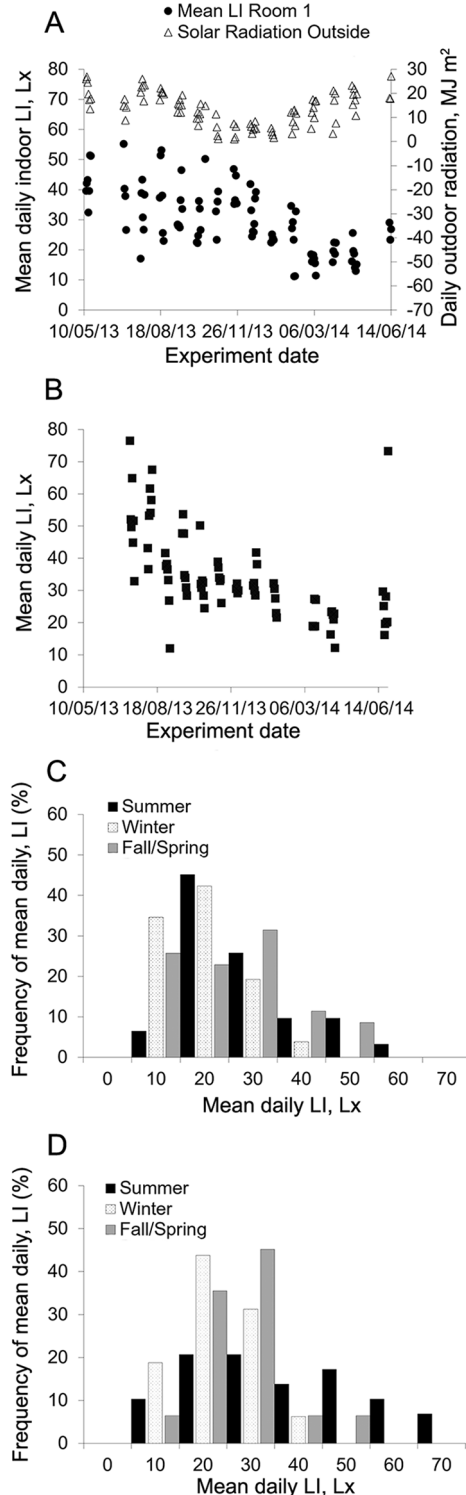 A
Mean LI Room 1
Solar Radiation Outside
Mean daily indoor LI, Lx
80
70
60
50
40
30
20
10
0
30
20
10
0
-10
-20
-30
-40
-50
-60
-70
Daily outdoor radiation, MJ m²
10/05/13 18/08/13 26/11/13 06/03/14 14/06/14
Experiment date
B
Mean daily LI, Lx
80
70
60
50
40
30
20
10
0
10/05/13 18/08/13 26/11/13 06/03/14 14/06/14
Experiment date
C
Frequency of mean daily, LI (%)
Summer
Winter
Fall/Spring
60
50
40
30
20
10
0
0 10 20 30 40 50 60 70
Mean daily LI, Lx
D
Frequency of mean daily, LI (%)
Summer
Winter
Fall/Spring
60
50
40
30
20
10
0
0 10 20 30 40 50 60 70
Mean daily LI, Lx